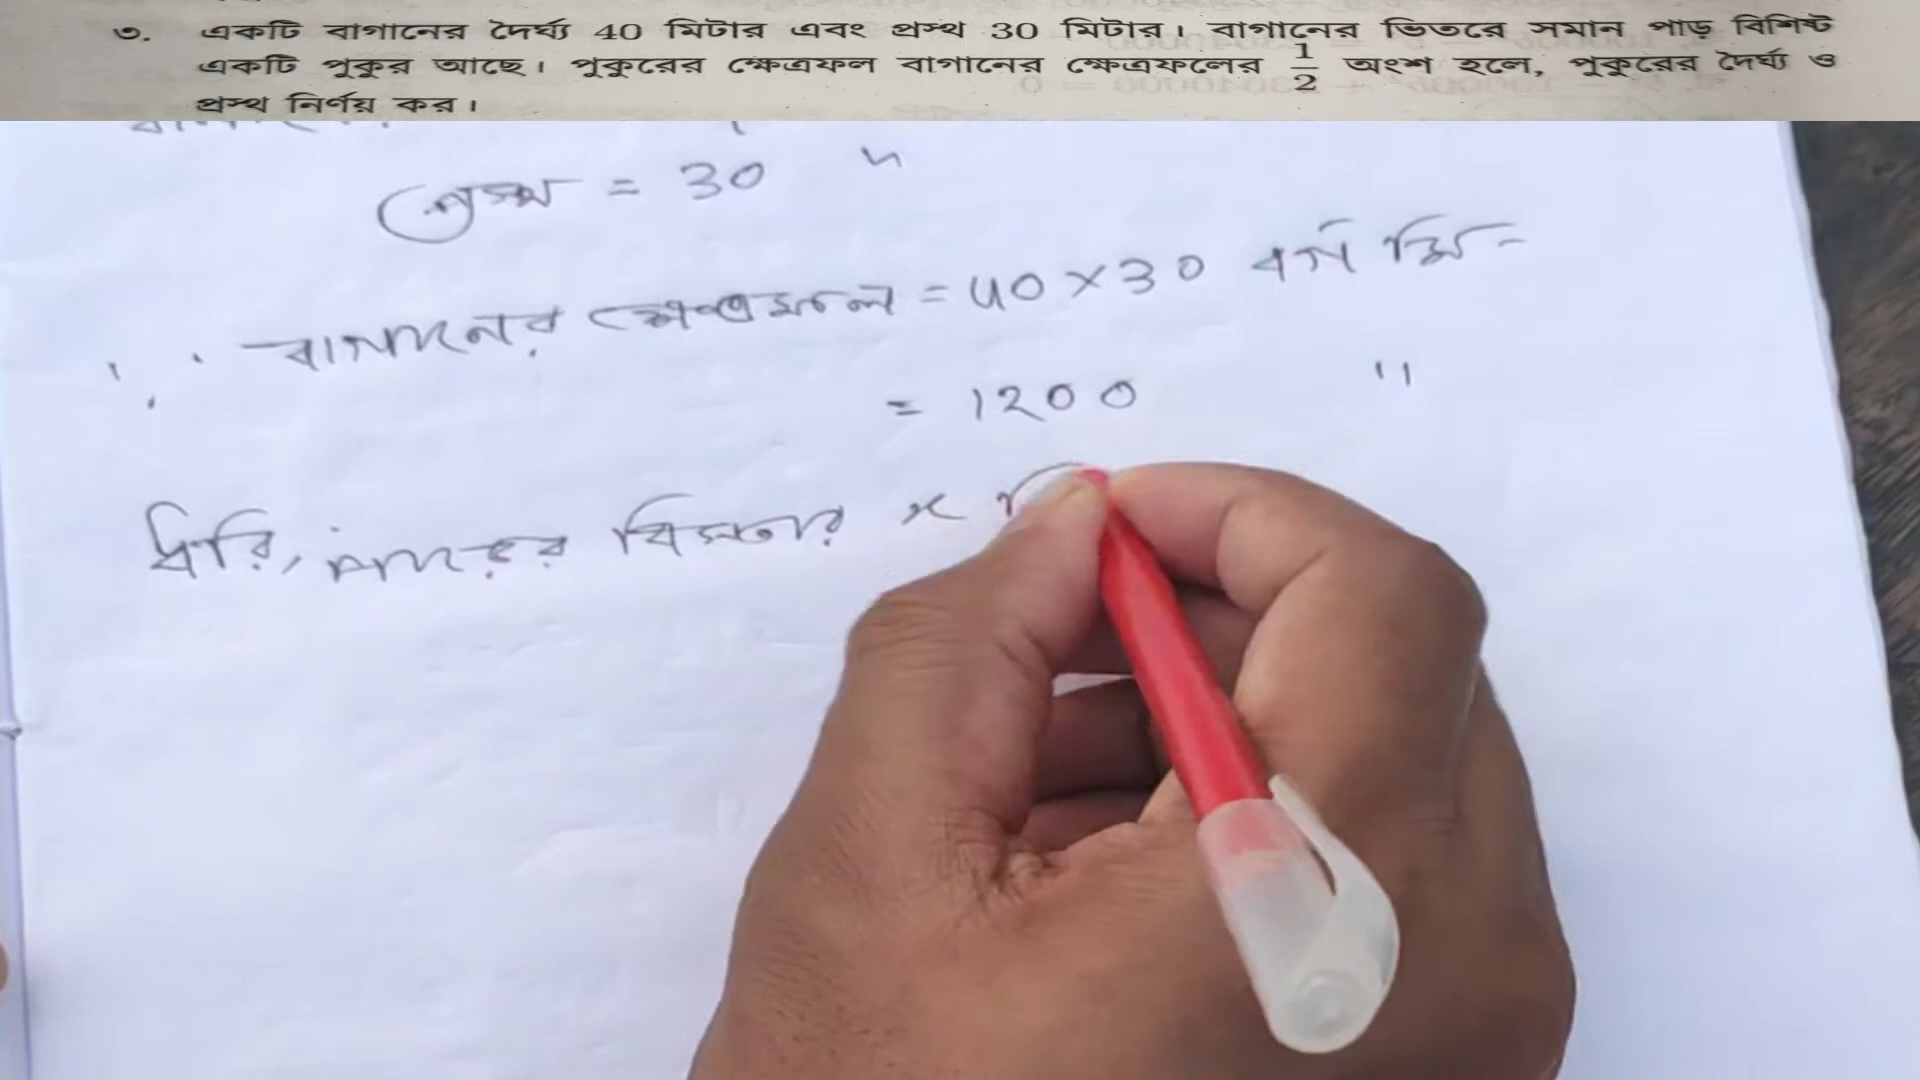 ৩. একটি বাগানের দৈর্ঘ্য 40 মিটার এবং প্রস্থ 30 মিটার। বাগানের ভিতরে সমান পাড় বিশিষ্ট
একটি পুকুর আছে। পুকুরের ক্ষেত্রফল বাগানের ক্ষেত্রফলের 1/2 অংশ হলে, পুকুরের দৈর্ঘ্য ও
প্রস্থ নির্ণয় কর।
প্রস্থ = 30 "
∴ বাগানের ক্ষেত্রফল = 40 × 30 বর্গ মি-
= 1200 "
ধরি, পাড়ের বিস্তার x